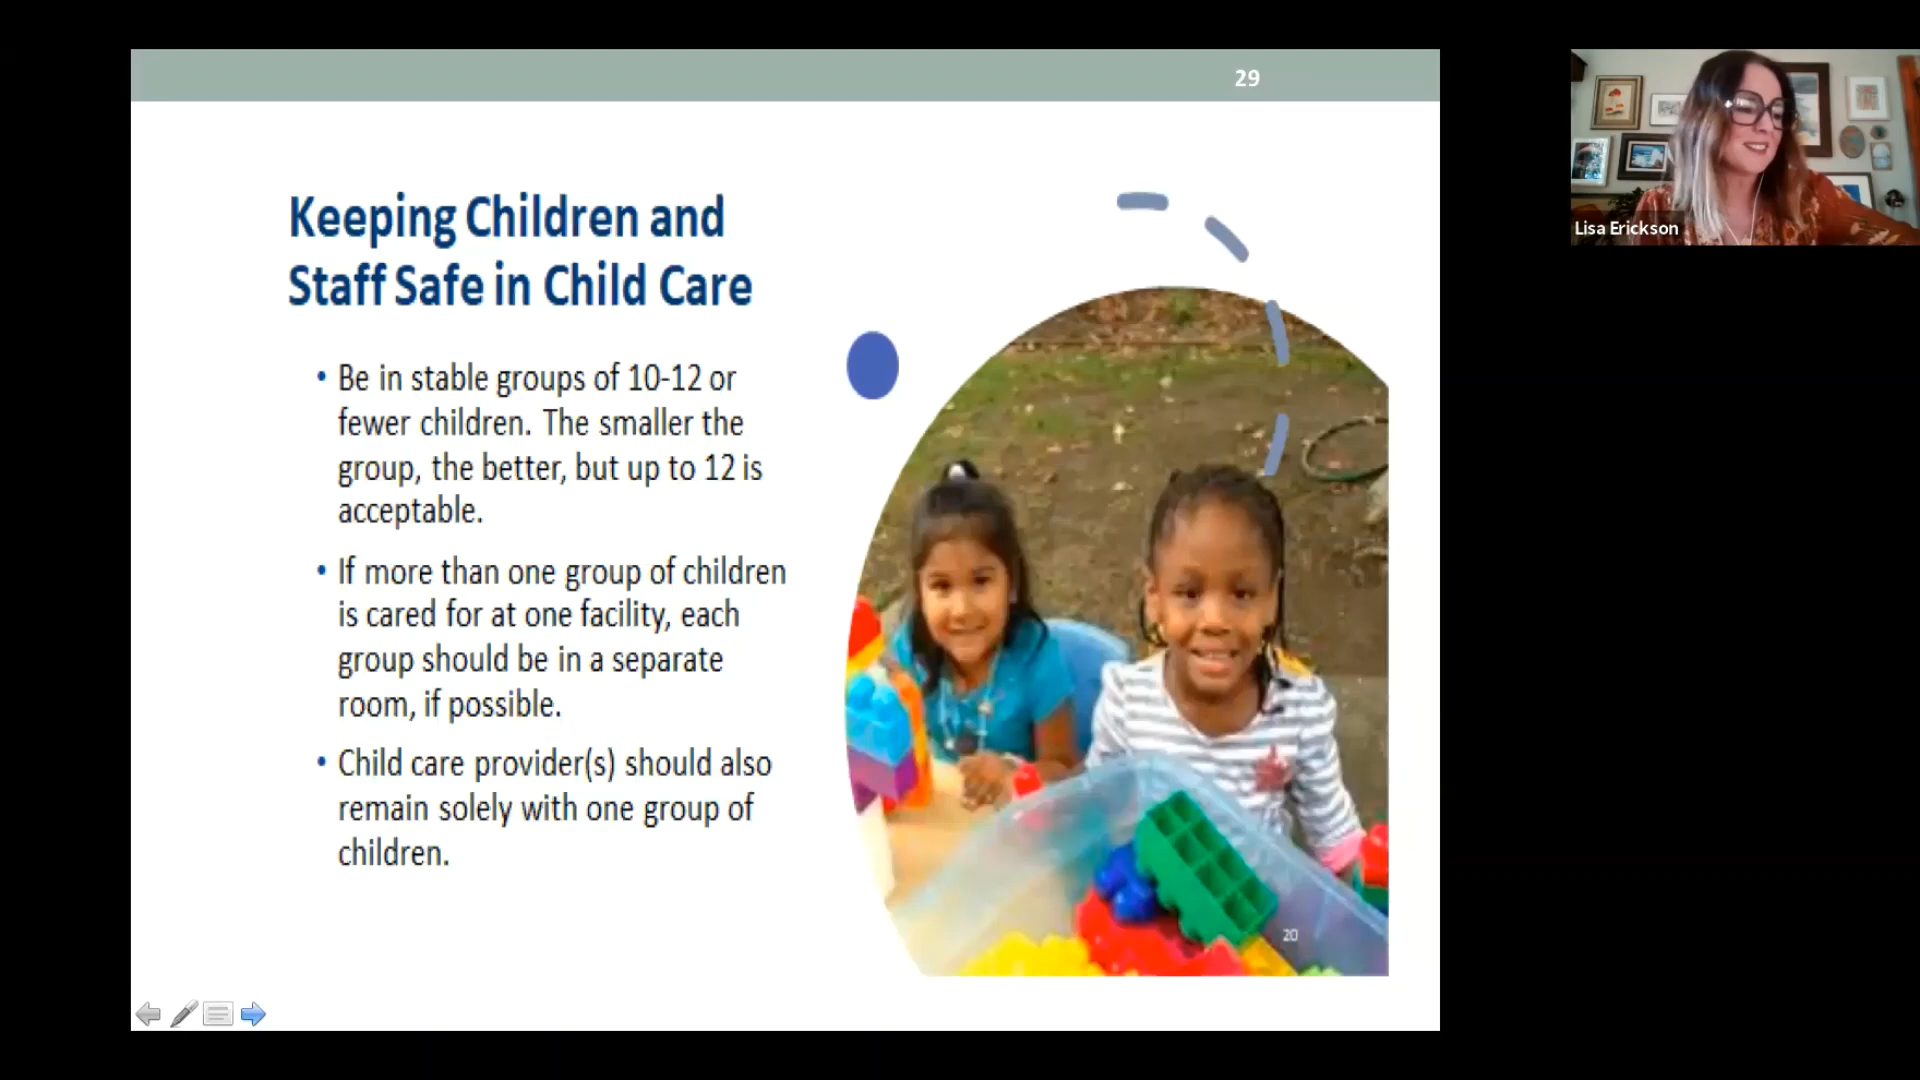 29
Keeping Children and
Staff Safe in Child Care
• Be in stable groups of 10-12 or
fewer children. The smaller the
group, the better, but up to 12 is
acceptable.
• If more than one group of children
is cared for at one facility, each
group should be in a separate
room, if possible.
• Child care provider(s) should also
remain solely with one group of
children.
20
Lisa Erickson